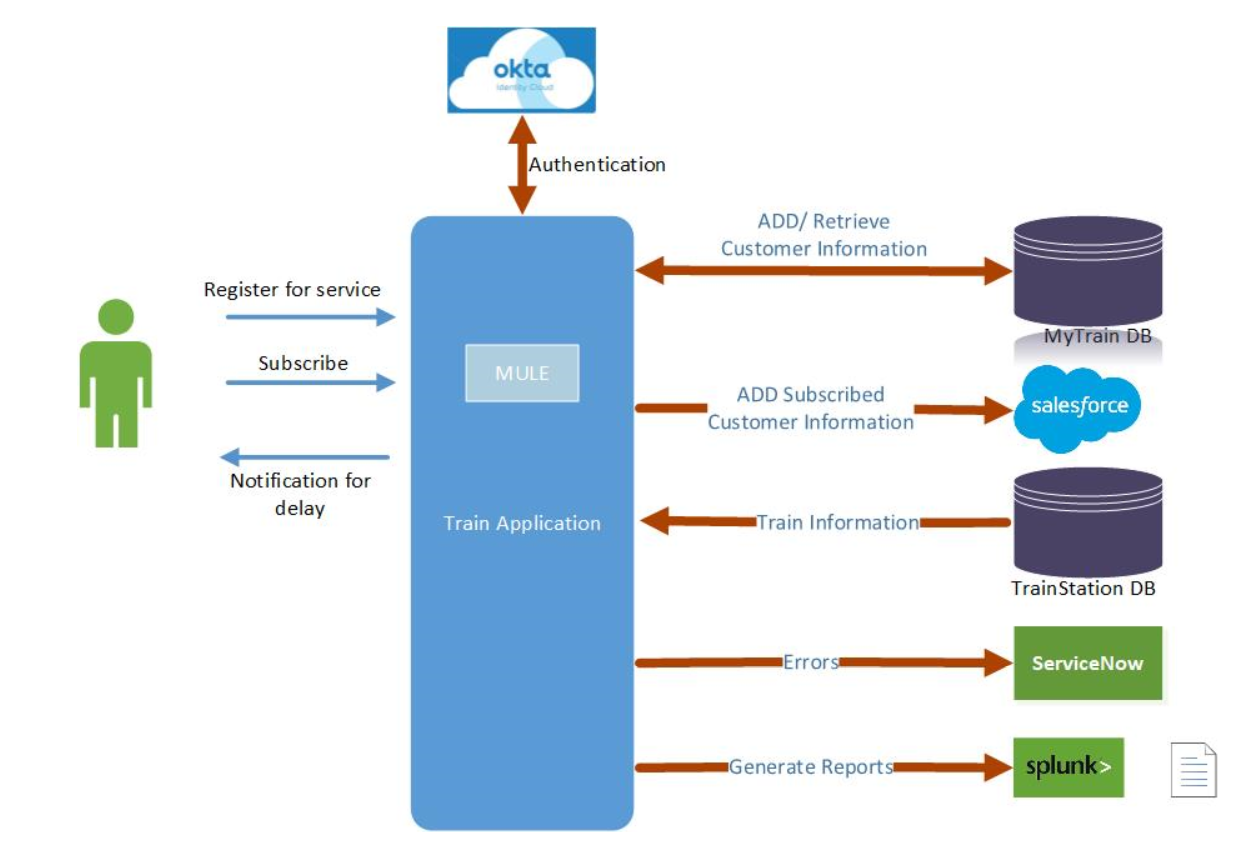 okta
Identity Cloud
Authentication
ADD/ Retrieve
Customer Information
Register for service
MyTrain DB
Subscribe
MULE
ADD Subscribed
Customer Information
salesforce
Notification for
delay
Train Application
Train Information
TrainStation DB
Errors
ServiceNow
Generate Reports
splunk>